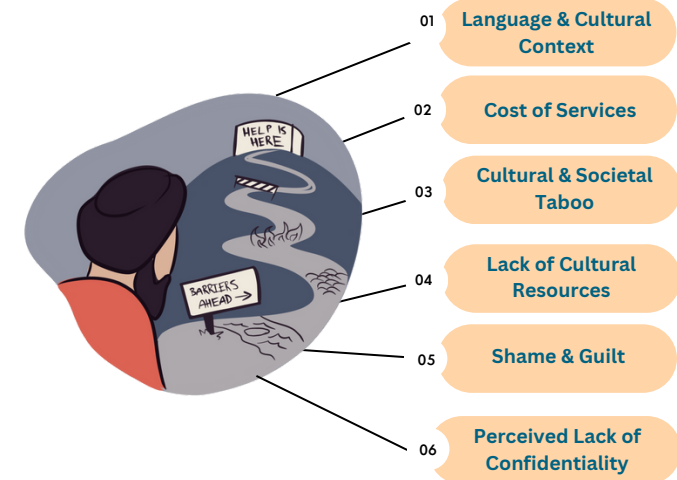 01
Language & Cultural
Context
02
Cost of Services
03
Cultural & Societal
Taboo
04
Lack of Cultural
Resources
05
Shame & Guilt
06
Perceived Lack of
Confidentiality
HELP IS
HERE
BARRIERS
AHEAD →